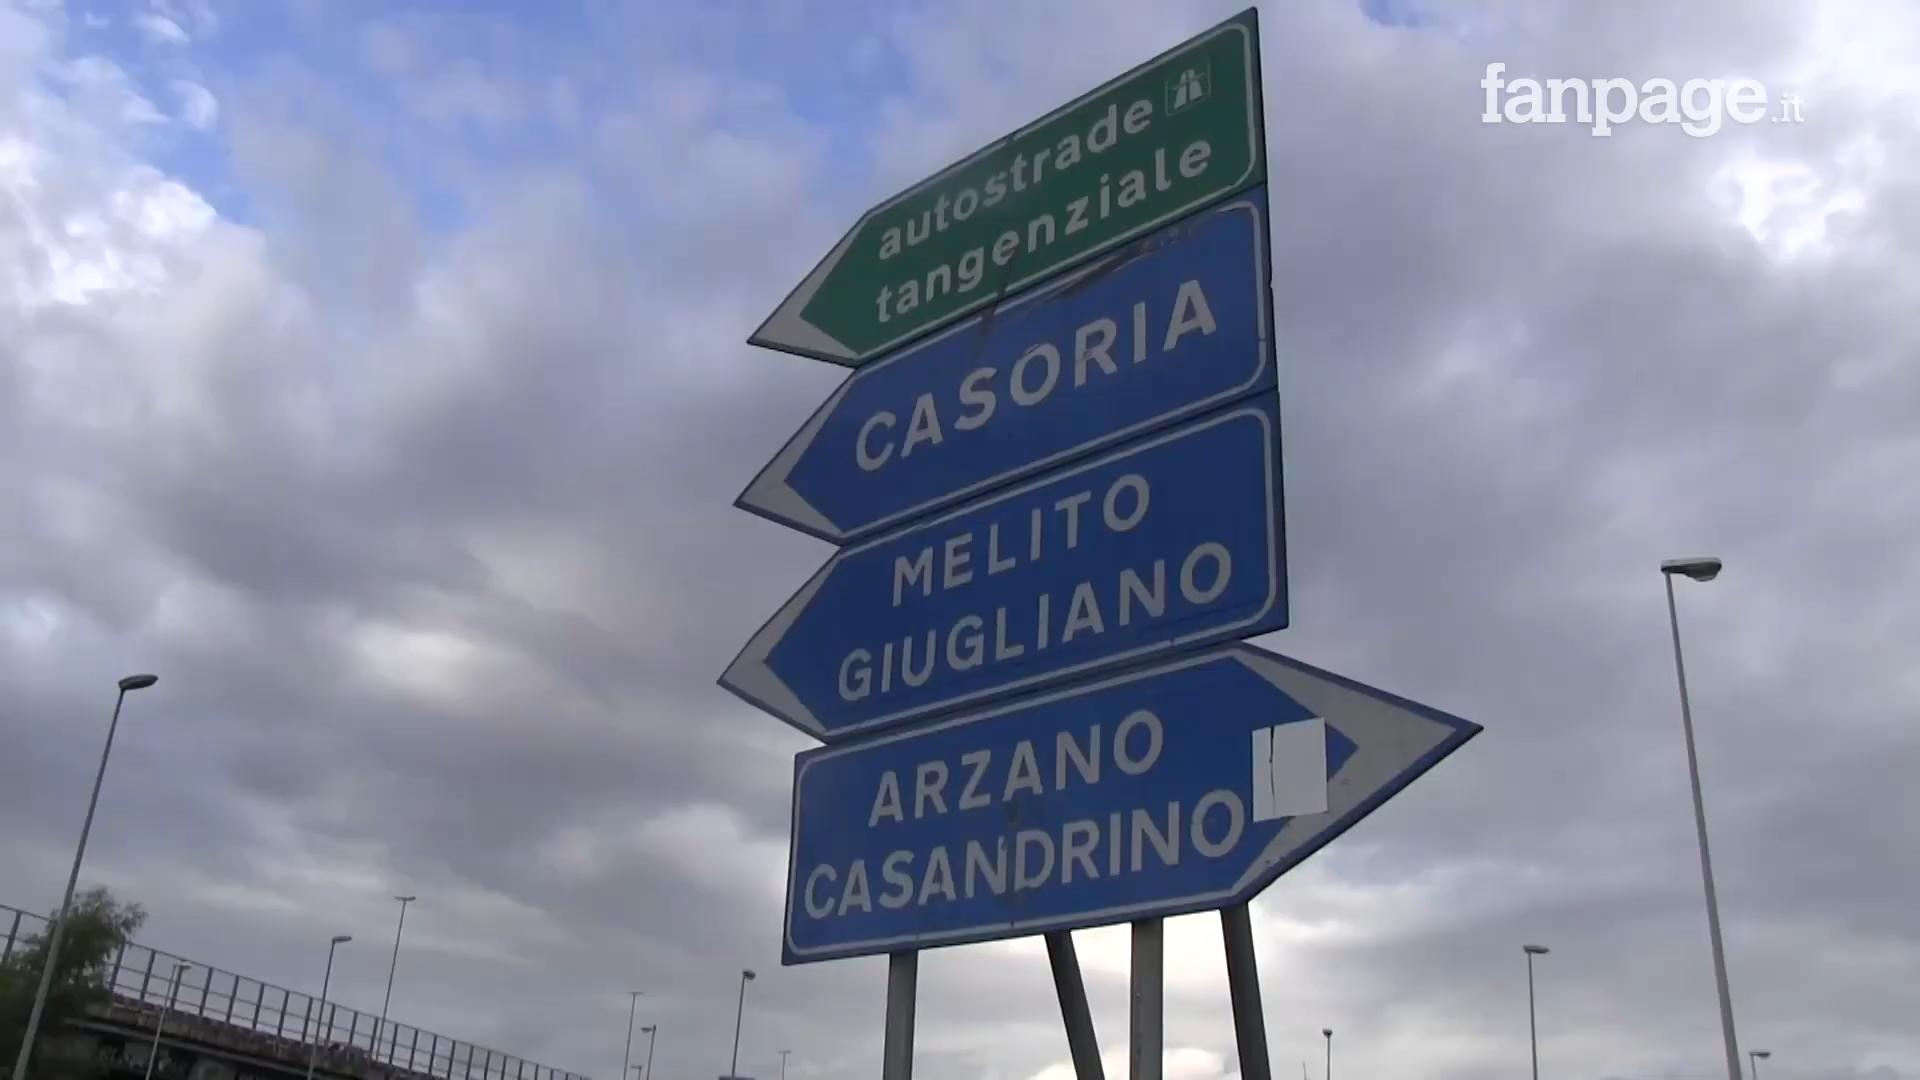 fanpage.it
autostrade
tangenziale
CASORIA
MELITO
GIUGLIANO
ARZANO
CASANDRINO